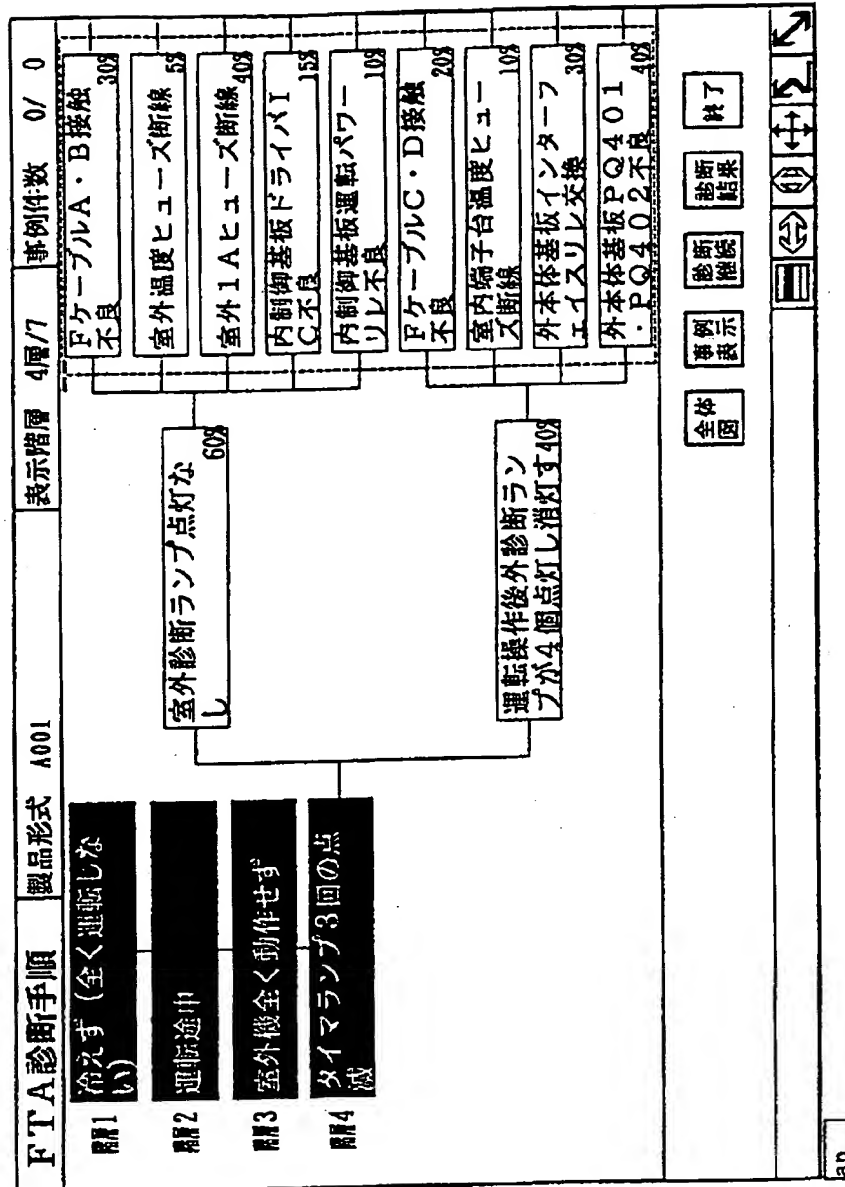 FTA診断手順
製品形式 A001
表示階層 4層/7
事例件数 0/ 0
階層1
冷えず (全く運転しな
い)
階層2
運転途中
階層3
室外機全く動作せず
階層4
タイマランプ3回の点
滅
室外診断ランプ点灯な
し
60%
運転操作後外診断ラン
プが4個点灯し消灯す40%
FケーブルA・B接触
不良
30%
室外温度ヒューズ断線
5%
室外1Aヒューズ断線
40%
内制御基板ドライバI
C不良
15%
内制御基板運転パワー
リレ不良
10%
FケーブルC・D接触
不良
20%
室内端子台温度ヒュー
ズ断線
10%
外本体基板インターフ
ェイスリレ交換
30%
外本体基板PQ401
・PQ402不良
40%
全体
図
事例
表示
診断
継続
診断
結果
終了
an